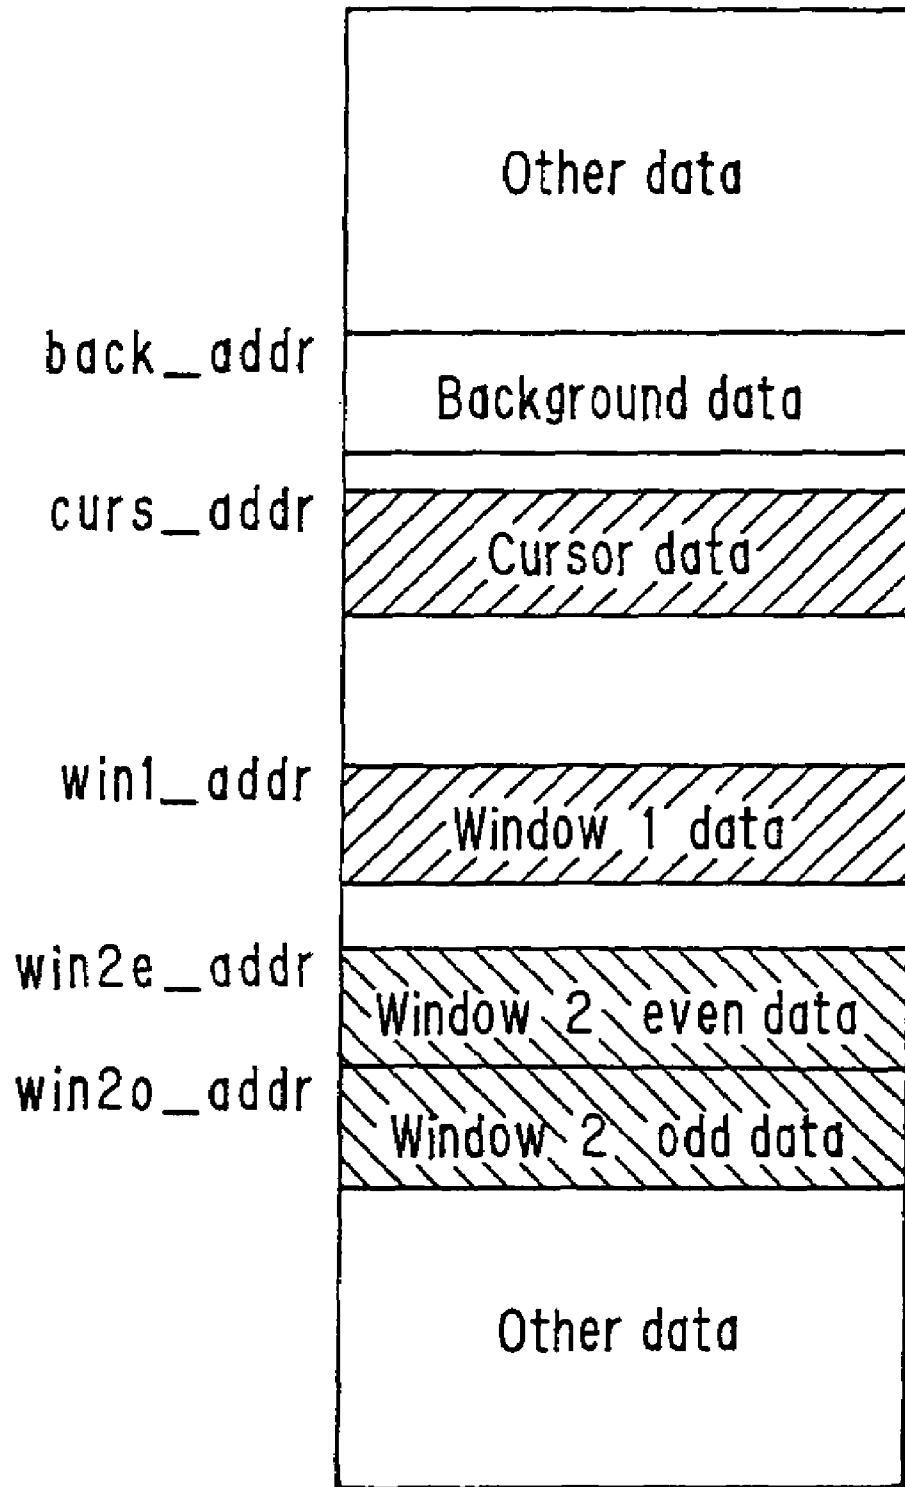 Other data
back_addr
Background data
curs_addr
Cursor data
win1_addr
Window 1 data
win2e_addr
Window 2 even data
win2o_addr
Window 2 odd data
Other data